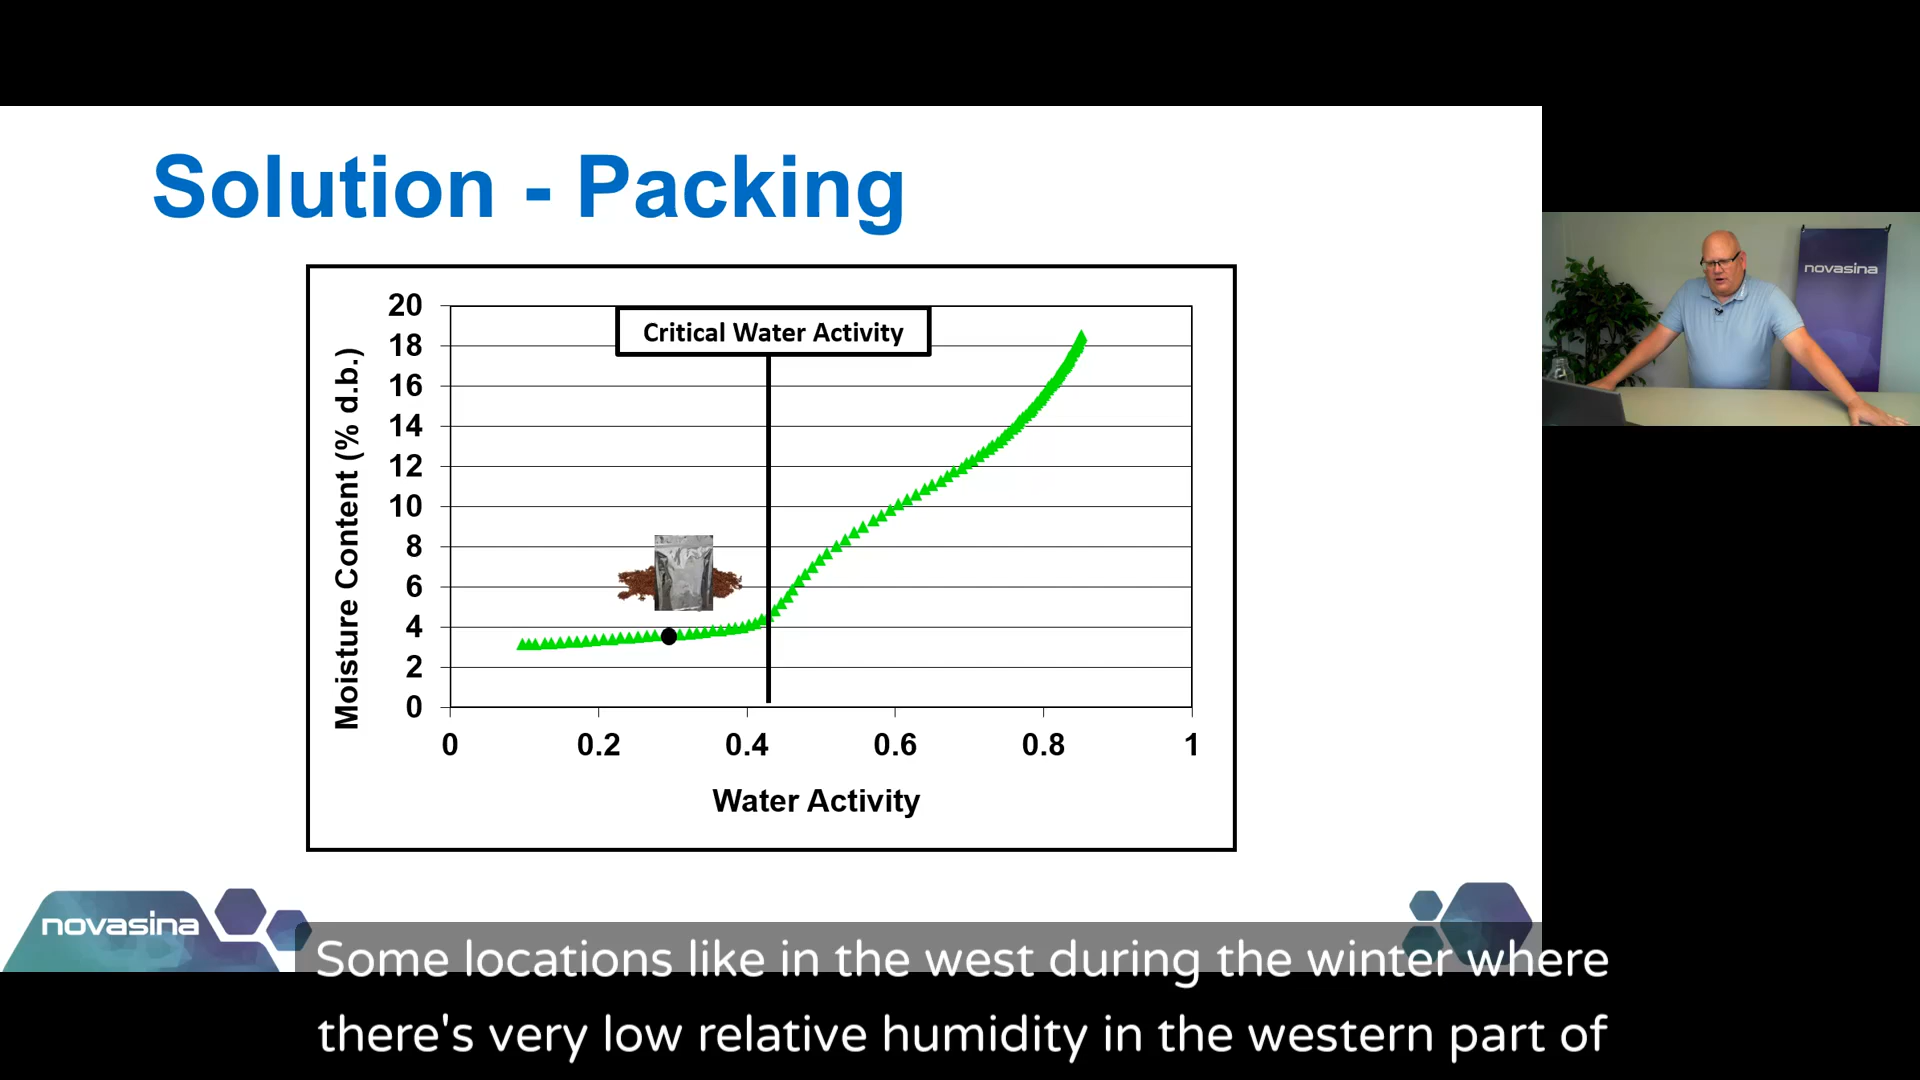 Solution - Packing
Critical Water Activity
Moisture Content (% d.b.)
20
18
16
14
12
10
8
6
4
2
0
0 0.2 0.4 0.6 0.8 1
Water Activity
novasina
novasina
Some locations like in the west during the winter where
there's very low relative humidity in the western part of